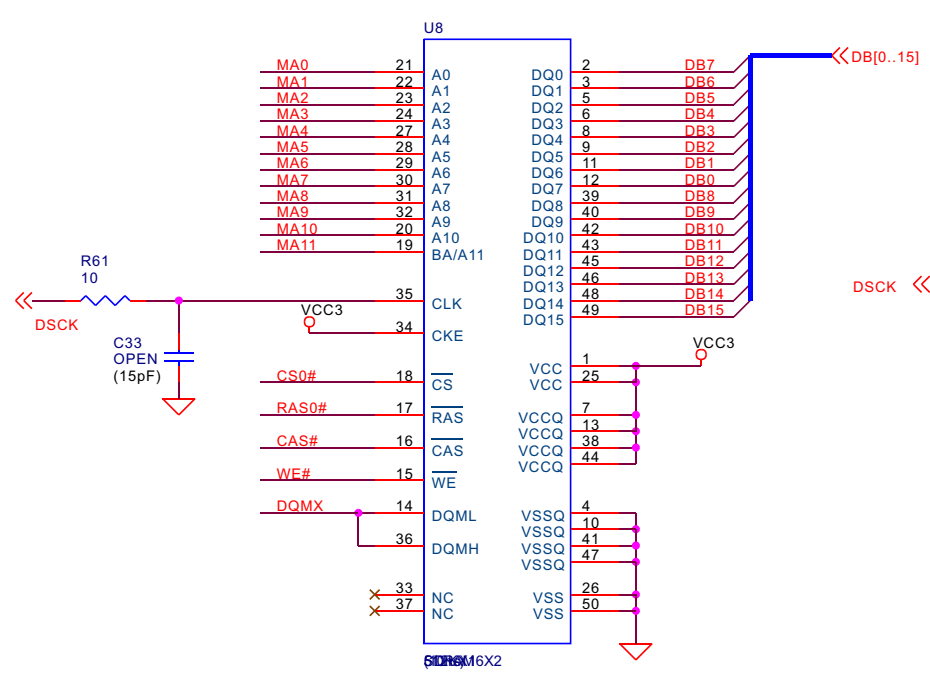 U8
MA0 21 A0 DQ0 2 DB7 DB[0..15]
MA1 22 A1 DQ1 3 DB6
MA2 23 A2 DQ2 5 DB5
MA3 24 A3 DQ3 6 DB4
MA4 27 A4 DQ4 8 DB3
MA5 28 A5 DQ5 9 DB2
MA6 29 A6 DQ6 11 DB1
MA7 30 A7 DQ7 12 DB0
MA8 31 A8 DQ8 39 DB8
MA9 32 A9 DQ9 40 DB9
MA10 20 A10 DQ10 42 DB10
MA11 19 BA/A11 DQ11 43 DB11
DQ12 45 DB12
DQ13 46 DB13
DQ14 48 DB14
DQ15 49 DB15
R61
10
DSCK
35 CLK
DSCK
VCC3
34 CKE
C33
OPEN
(15pF)
VCC 1 VCC3
VCC 25
CS0# 18 CS
RAS0# 17 RAS VCCQ 7
VCCQ 13
CAS# 16 CAS VCCQ 38
VCCQ 44
WE# 15 WE
DQMX 14 DQML VSSQ 4
VSSQ 10
36 DQMH VSSQ 41
VSSQ 47
33 NC VSS 26
37 NC VSS 50